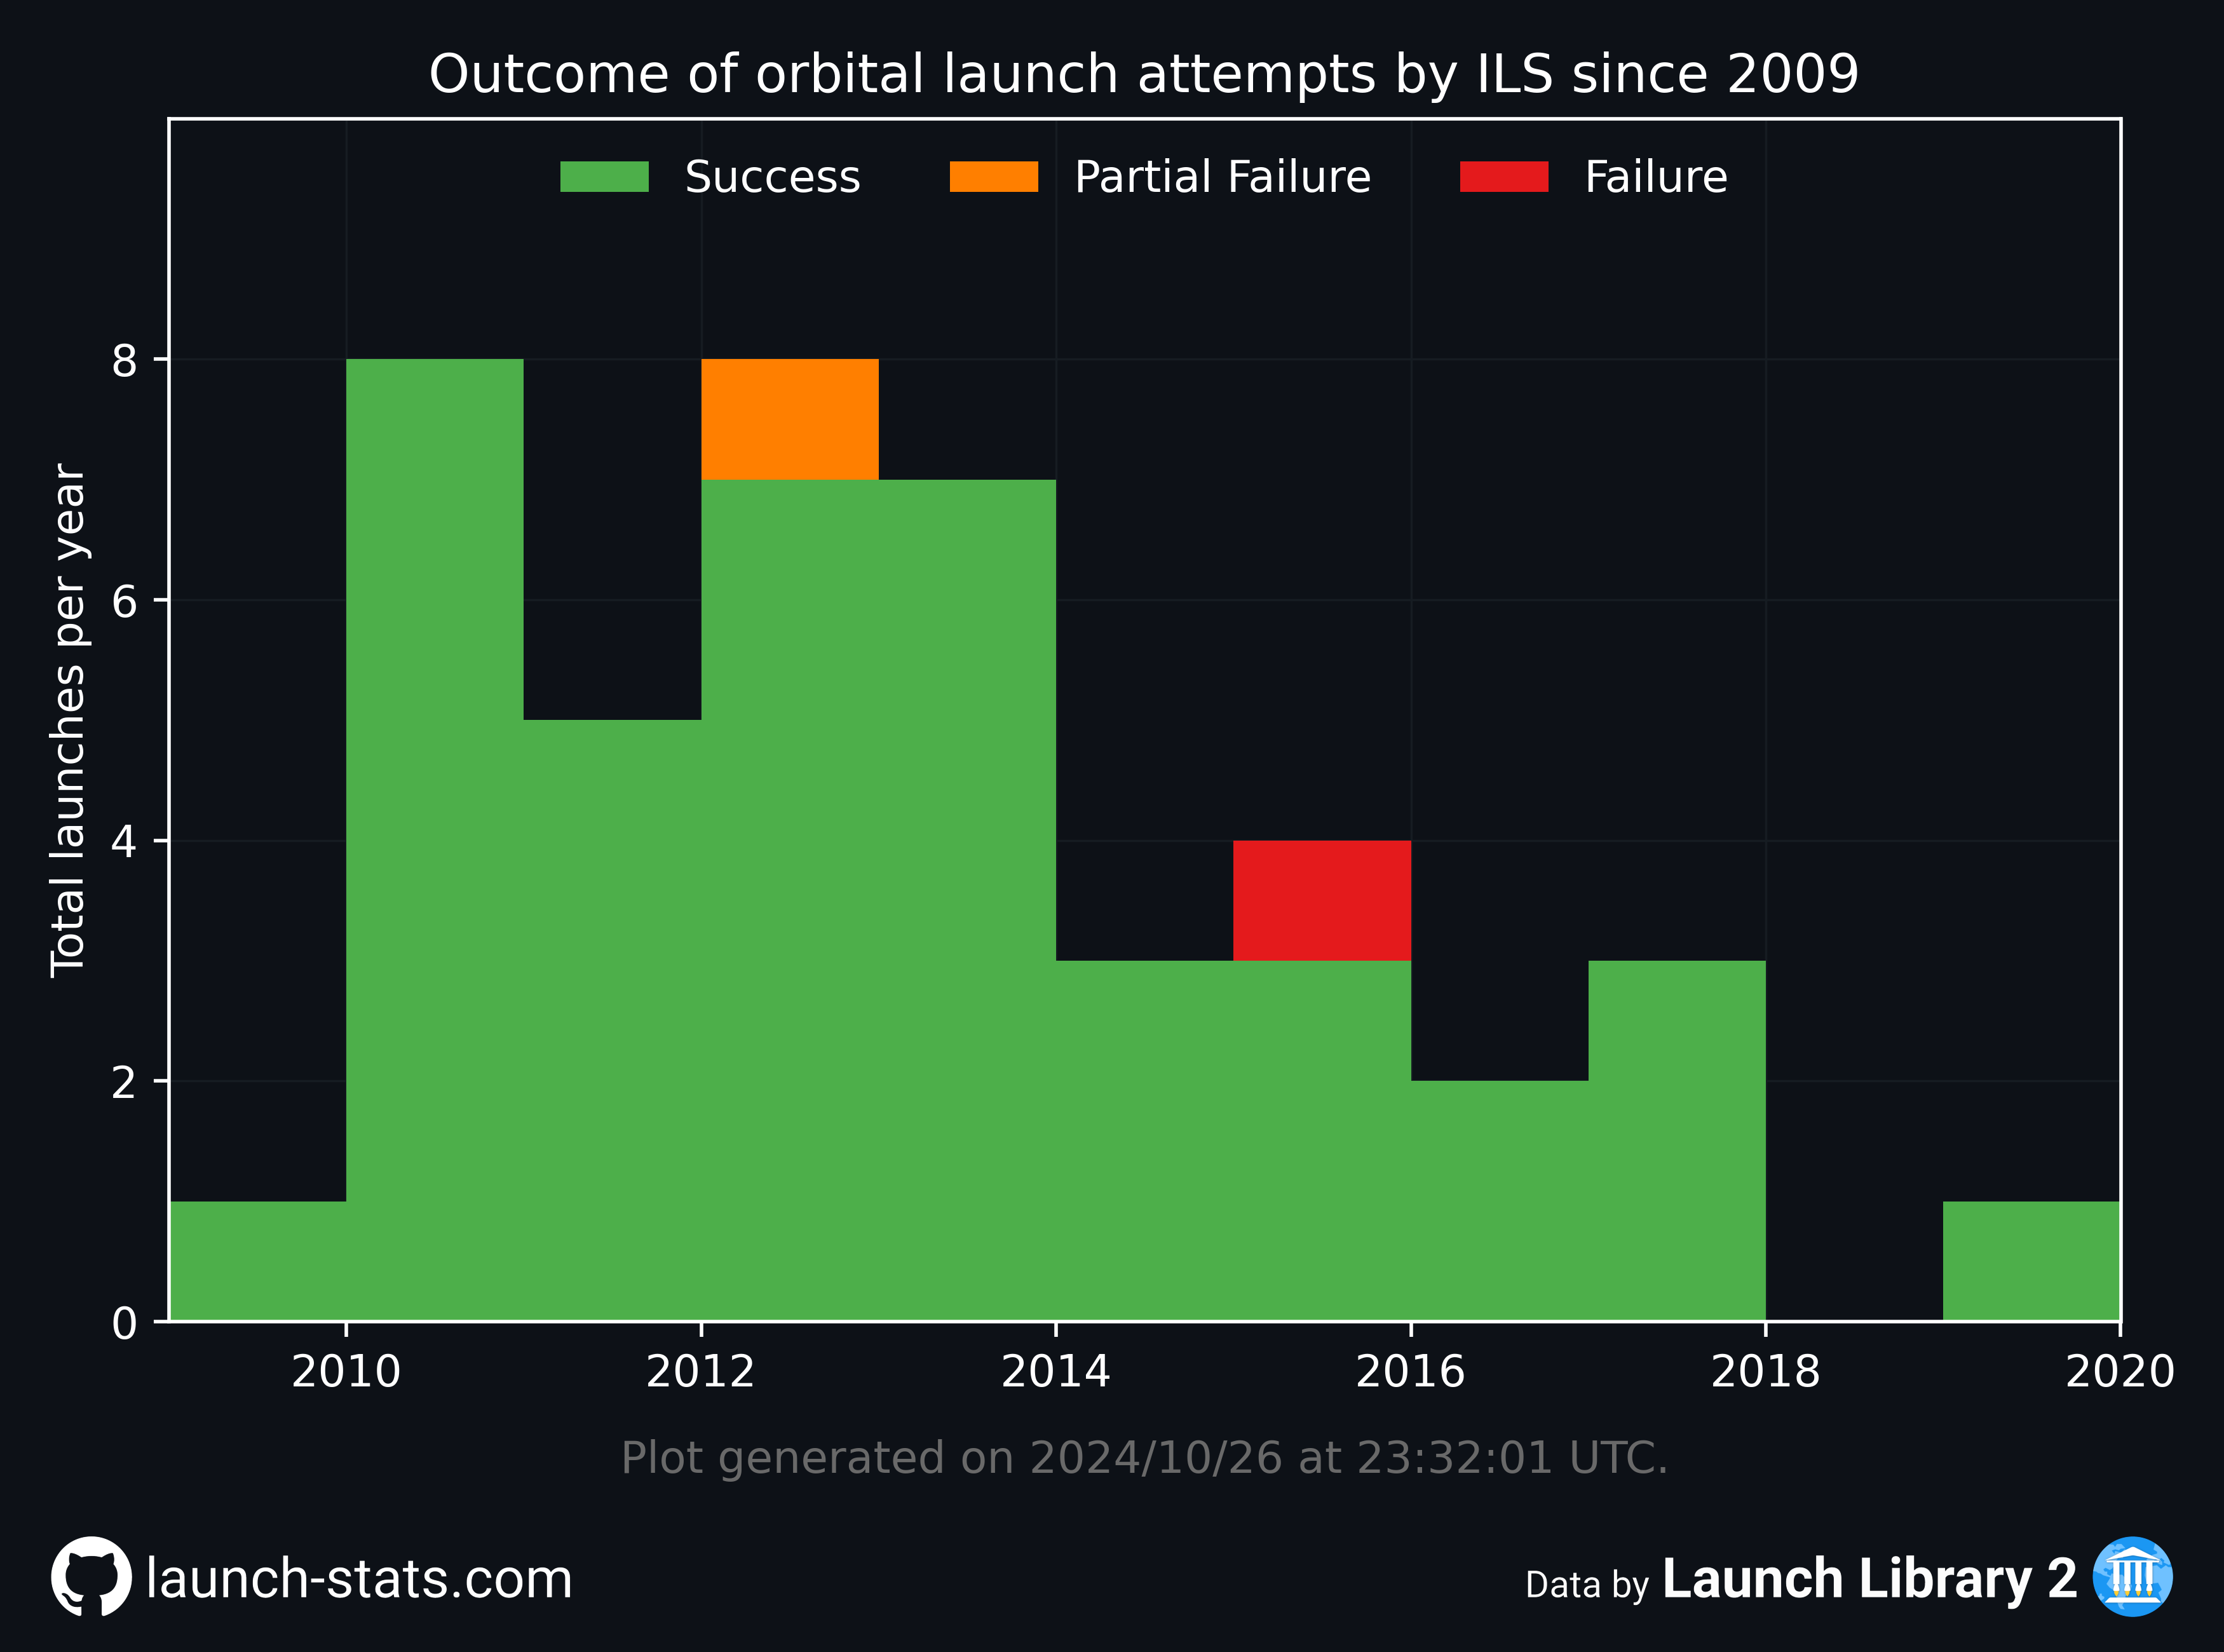 Outcome of orbital launch attempts by ILS since 2009
Success
Partial Failure
Failure
Total launches per year
8
6
4
2
0
2010
2012
2014
2016
2018
2020
Plot generated on 2024/10/26 at 23:32:01 UTC.
launch-stats.com
Data by Launch Library 2